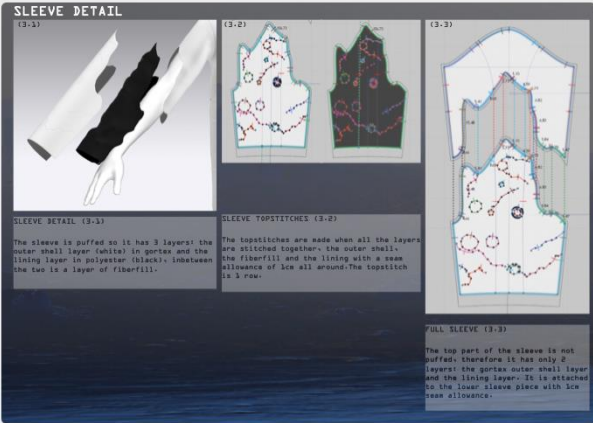 SLEEVE DETAIL
(3.1)
(3.2)
(3.3)
SLEEVE DETAIL (3.1)
The sleeve is puffed so it has 3 layers: the
outer shell layer (white) in gortex and the
lining layer in polyester (black), inbetween
the two is a layer of fiberfill.
SLEEVE TOPSTITCHES (3.2)
The topstitches are made when all the layers
are stitched together, the outer shell,
the fiberfill and the lining with a seam
allowance of 1cm all around.The topstitch
is 1 row.
FULL SLEEVE (3.3)
The top part of the sleeve is not
puffed, therefore it has only 2
layers: the gortex outer shell layer
and the lining layer. It is attached
to the lower sleeve piece with 1cm
seam allowance.